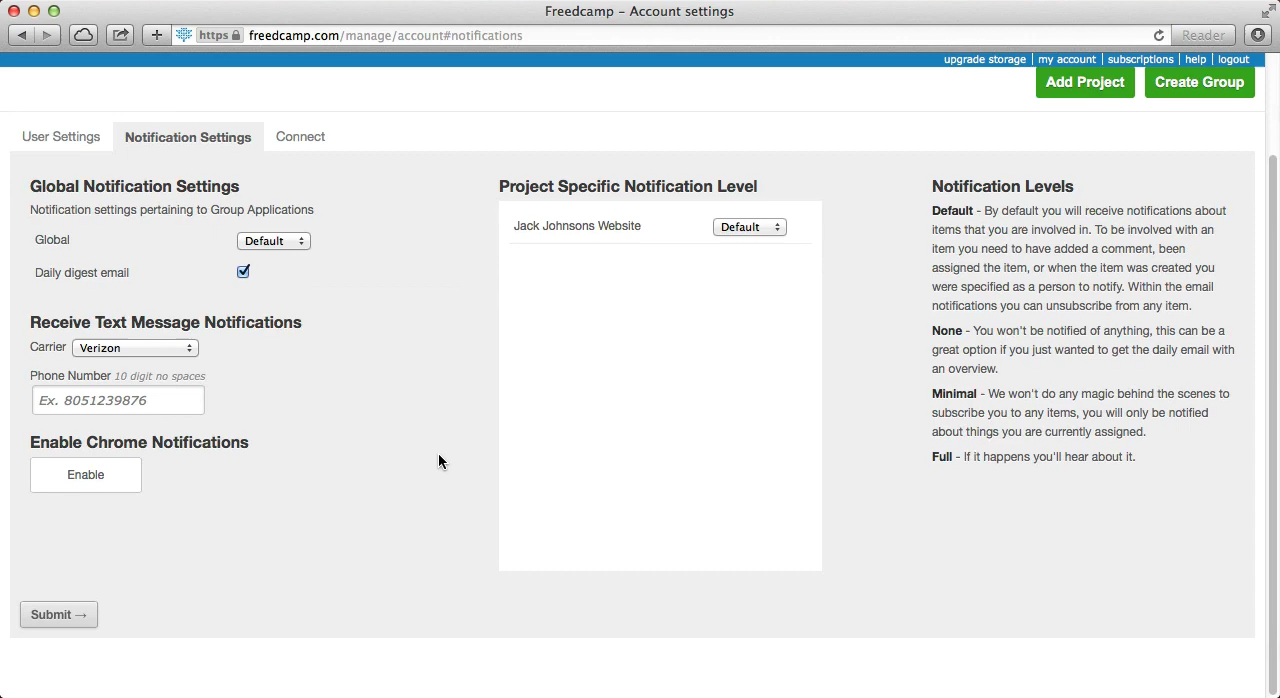 Freedcamp – Account settings
https freedcamp.com/manage/account#notifications
Reader
upgrade storage my account subscriptions help logout
Add Project Create Group
User Settings Notification Settings Connect
Global Notification Settings
Notification settings pertaining to Group Applications
Global Default
Daily digest email
Receive Text Message Notifications
Carrier Verizon
Phone Number 10 digit no spaces
Ex. 8051239876
Enable Chrome Notifications
Enable
Submit →
Project Specific Notification Level
Jack Johnsons Website Default
Notification Levels
Default - By default you will receive notifications about
items that you are involved in. To be involved with an
item you need to have added a comment, been
assigned the item, or when the item was created you
were specified as a person to notify. Within the email
notifications you can unsubscribe from any item.
None - You won't be notified of anything, this can be a
great option if you just wanted to get the daily email with
an overview.
Minimal - We won't do any magic behind the scenes to
subscribe you to any items, you will only be notified
about things you are currently assigned.
Full - If it happens you'll hear about it.